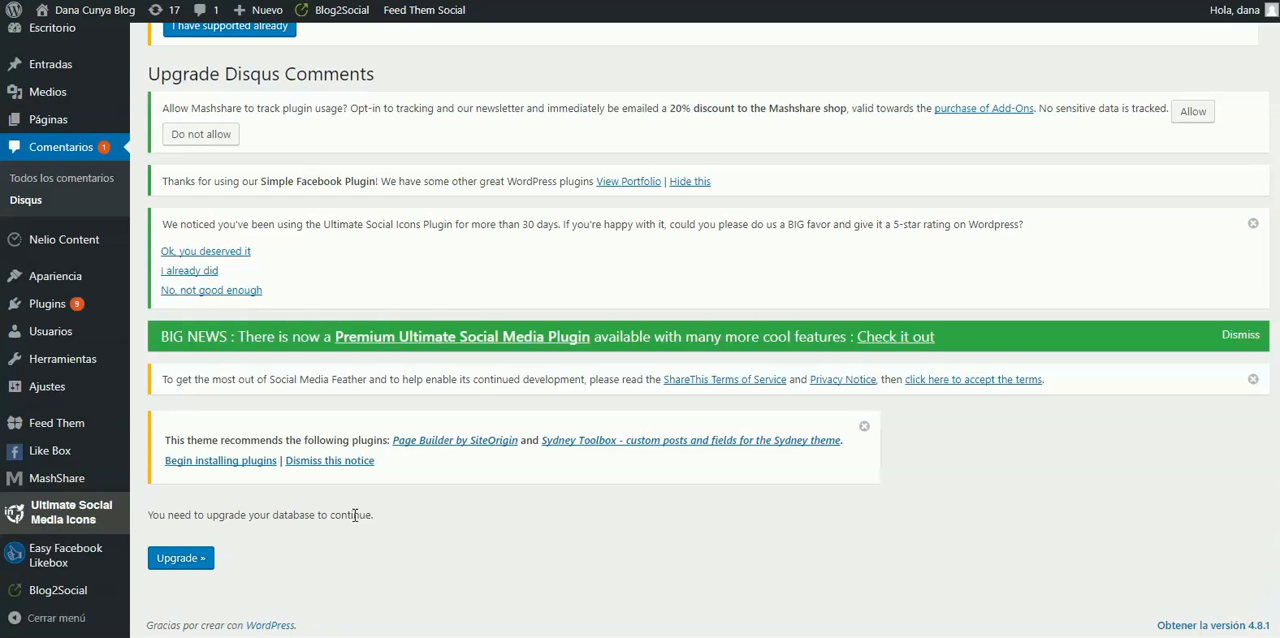 Dana Cunya Blog 17 1 Nuevo Blog2Social Feed Them Social Hola, dana
Escritorio
Entradas
Medios
Páginas
Comentarios 1
Todos los comentarios
Disqus
Nelio Content
Apariencia
Plugins 9
Usuarios
Herramientas
Ajustes
Feed Them
Like Box
MashShare
Ultimate Social
Media Icons
Easy Facebook
Likebox
Blog2Social
Cerrar menú
I have supported already
Upgrade Disqus Comments
Allow Mashshare to track plugin usage? Opt-in to tracking and our newsletter and immediately be emailed a 20% discount to the Mashshare shop, valid towards the purchase of Add-Ons. No sensitive data is tracked. Allow
Do not allow
Thanks for using our Simple Facebook Plugin! We have some other great WordPress plugins View Portfolio | Hide this
We noticed you've been using the Ultimate Social Icons Plugin for more than 30 days. If you're happy with it, could you please do us a BIG favor and give it a 5-star rating on Wordpress?
Ok, you deserved it
I already did
No, not good enough
BIG NEWS : There is now a Premium Ultimate Social Media Plugin available with many more cool features : Check it out Dismiss
To get the most out of Social Media Feather and to help enable its continued development, please read the ShareThis Terms of Service and Privacy Notice, then click here to accept the terms.
This theme recommends the following plugins: Page Builder by SiteOrigin and Sydney Toolbox - custom posts and fields for the Sydney theme.
Begin installing plugins | Dismiss this notice
You need to upgrade your database to continue.
Upgrade »
Gracias por crear con WordPress. Obtener la versión 4.8.1